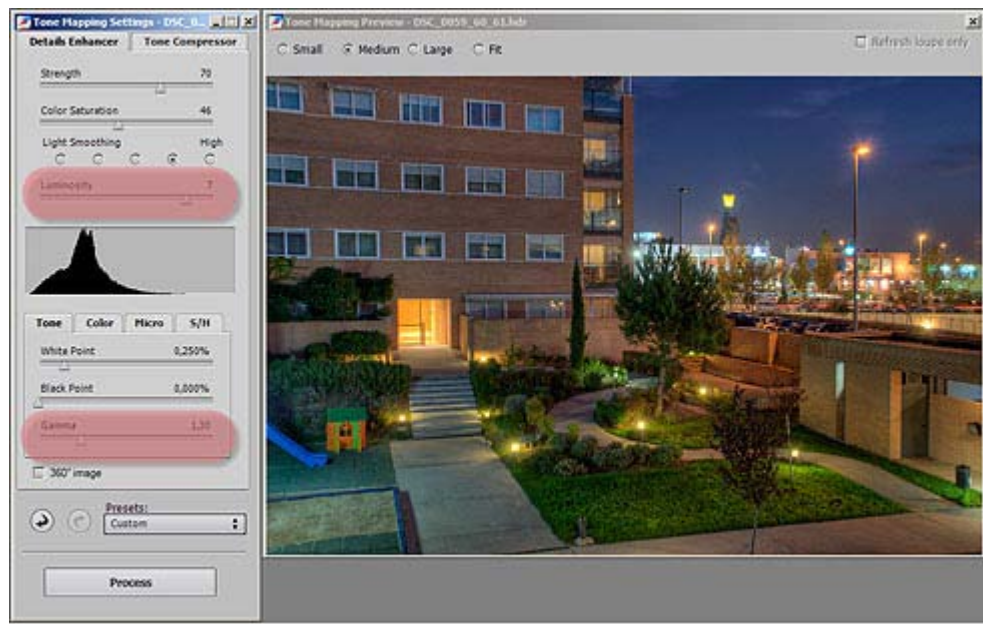 Tone Mapping Settings - DSC_0...
Details Enhancer Tone Compressor
Strength 70
Color Saturation 46
Light Smoothing High
Luminosity 7
Tone Color Micro S/H
White Point 0,250%
Black Point 0,000%
Gamma 1,30
360° image
Presets:
Custom
Process
Tone Mapping Preview - DSC_0059_60_61.hdr
Small Medium Large Fit
Refresh loupe only